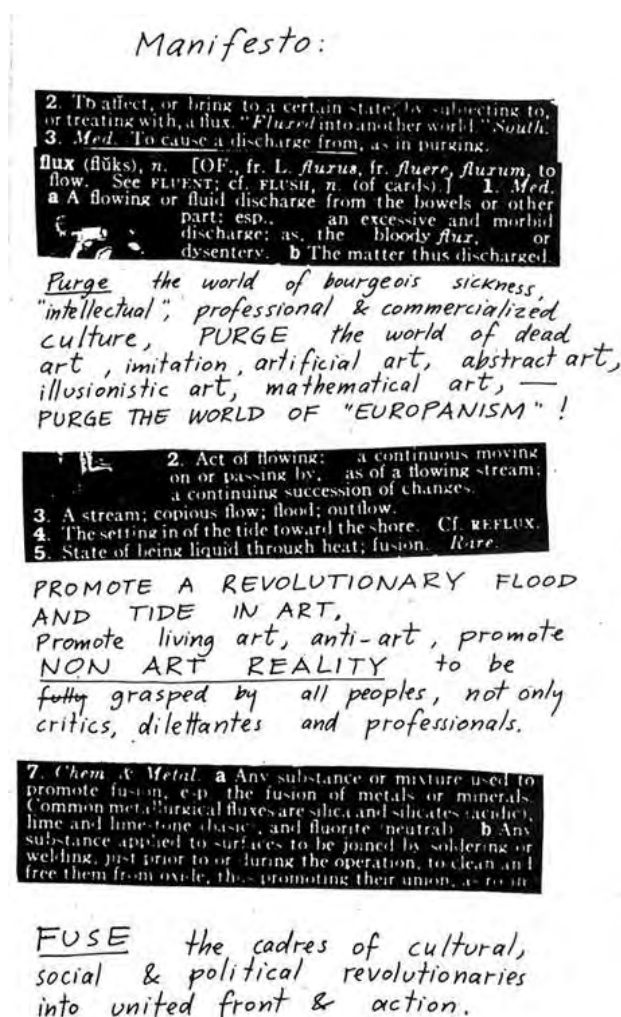 Manifesto:
2. To affect, or bring to a certain state, by subjecting to,
or treating with, a flux. "Fluxed into another world." South.
3. Med. To cause a discharge from, as in purging.
flux (flŭks), n. [OF., fr. L. fluxus, fr. fluere, fluxum, to
flow. See FLUENT; cf. FLUSH, n. (of cards).] 1. Med.
a A flowing or fluid discharge from the bowels or other
part: esp., an excessive and morbid
discharge; as, the bloody flux, or
dysentery. b The matter thus discharged.
Purge the world of bourgeois sickness,
"intellectual", professional & commercialized
culture, PURGE the world of dead
art, imitation, artificial art, abstract art,
illusionistic art, mathematical art, —
PURGE THE WORLD OF "EUROPANISM"!
2. Act of flowing: a continuous moving
on or passing by, as of a flowing stream;
a continuing succession of changes.
3. A stream; copious flow; flood; outflow.
4. The setting in of the tide toward the shore. Cf. REFLUX.
5. State of being liquid through heat; fusion. Rare.
PROMOTE A REVOLUTIONARY FLOOD
AND TIDE IN ART,
Promote living art, anti-art, promote
NON ART REALITY to be
fully grasped by all peoples, not only
critics, dilettantes and professionals.
7. Chem. & Metal. a Any substance or mixture used to
promote fusion, esp. the fusion of metals or minerals.
Common metallurgical fluxes are silica and silicates (acidic),
lime and limestone (basic), and fluorite (neutral). b Any
substance applied to surfaces to be joined by soldering or
welding, just prior to or during the operation, to clean and
free them from oxide, thus promoting their union, as rosin
FUSE the cadres of cultural,
social & political revolutionaries
into united front & action.